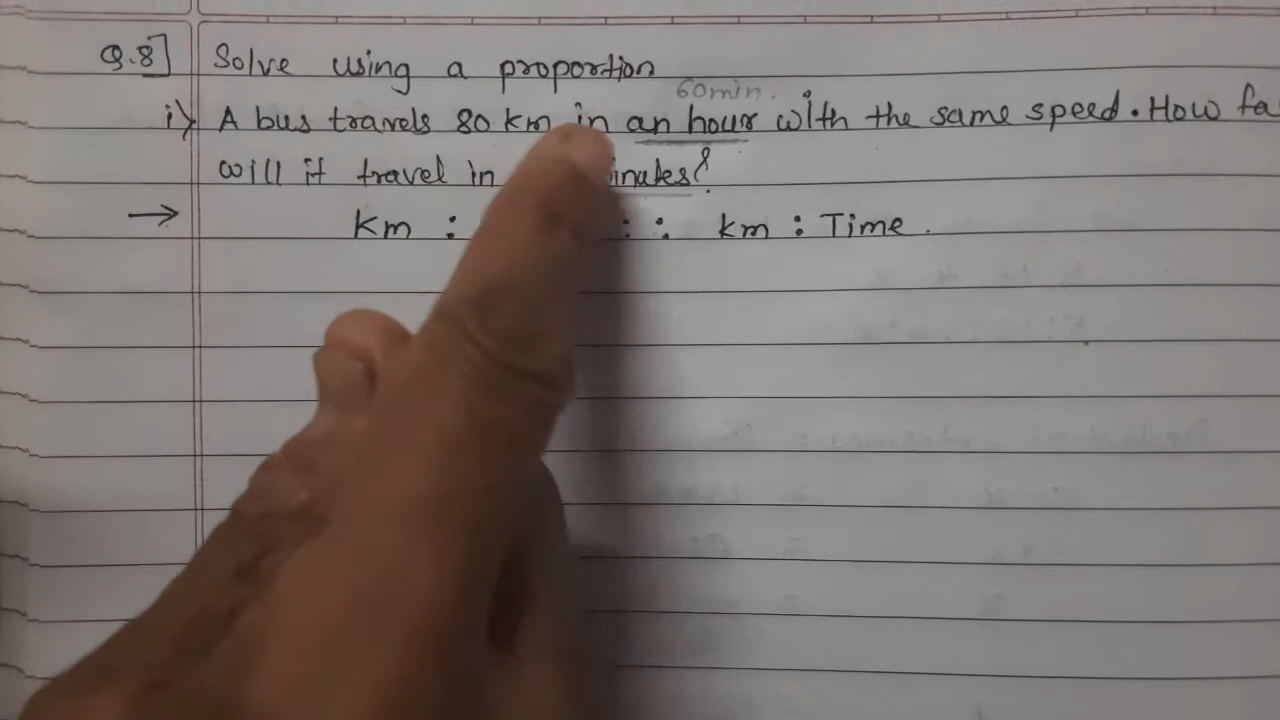 Q.8] Solve using a proportion
60min.
i) A bus travels 80 km in an hour with the same speed. How fa
will it travel in inutes?
→ Km : :: km : Time.